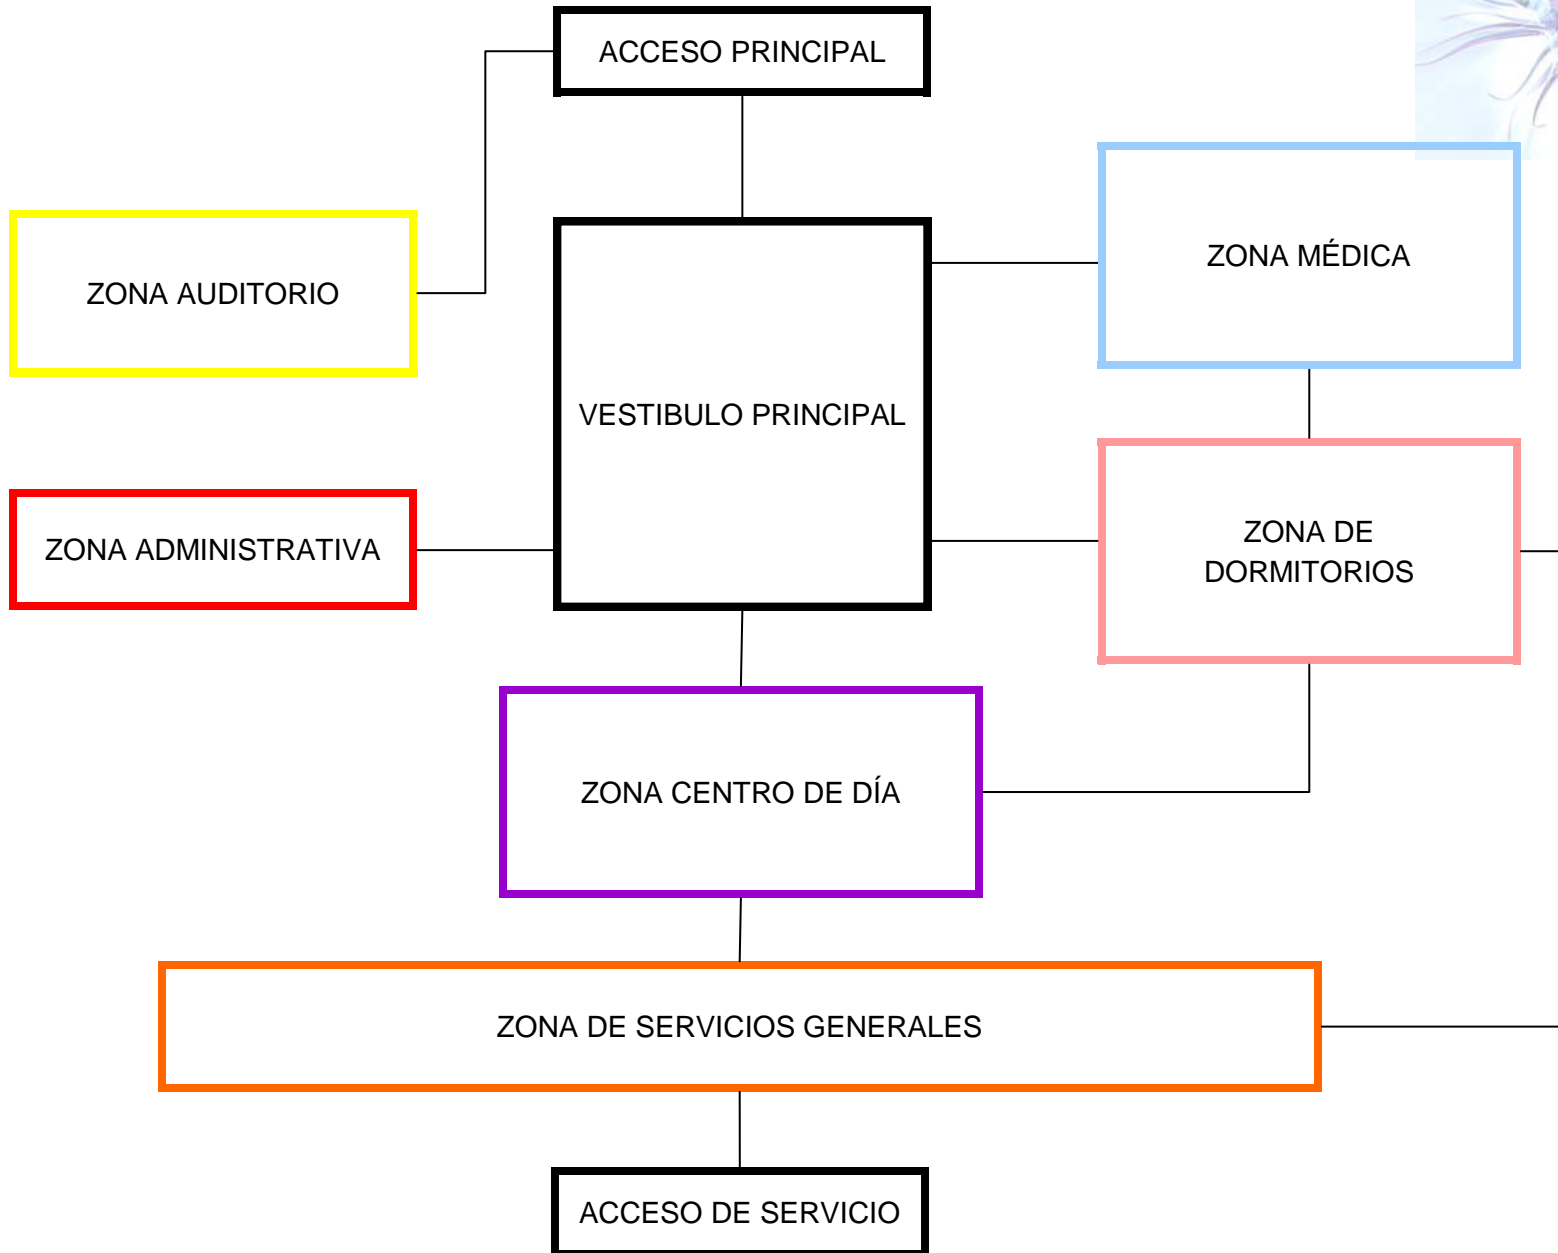 ACCESO PRINCIPAL
ZONA MÉDICA
ZONA AUDITORIO
VESTIBULO PRINCIPAL
ZONA ADMINISTRATIVA
ZONA DE
DORMITORIOS
ZONA CENTRO DE DÍA
ZONA DE SERVICIOS GENERALES
ACCESO DE SERVICIO